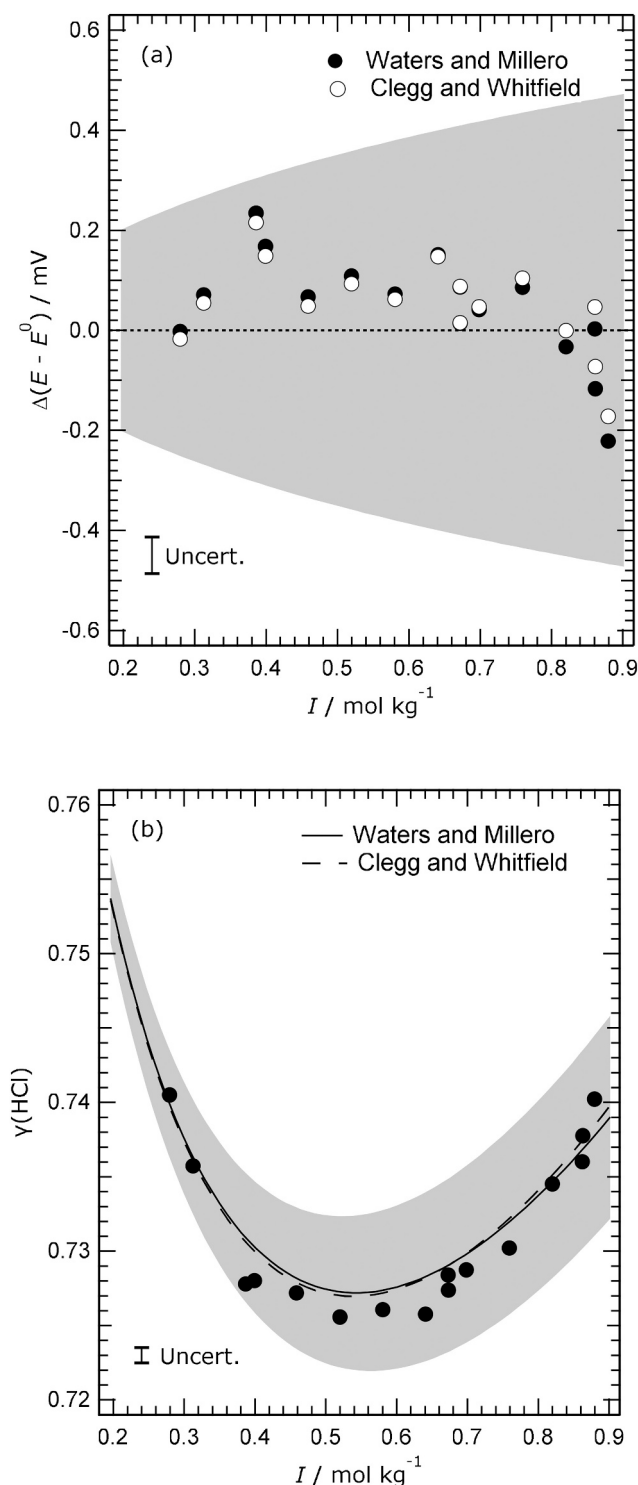 (a)
Waters and Millero
Clegg and Whitfield
0.6
0.4
0.2
0.0
-0.2
-0.4
-0.6
Δ(E - E⁰) / mV
Uncert.
0.2 0.3 0.4 0.5 0.6 0.7 0.8 0.9
I / mol kg⁻¹
(b)
Waters and Millero
Clegg and Whitfield
0.76
0.75
0.74
0.73
0.72
γ(HCl)
Uncert.
0.2 0.3 0.4 0.5 0.6 0.7 0.8 0.9
I / mol kg⁻¹